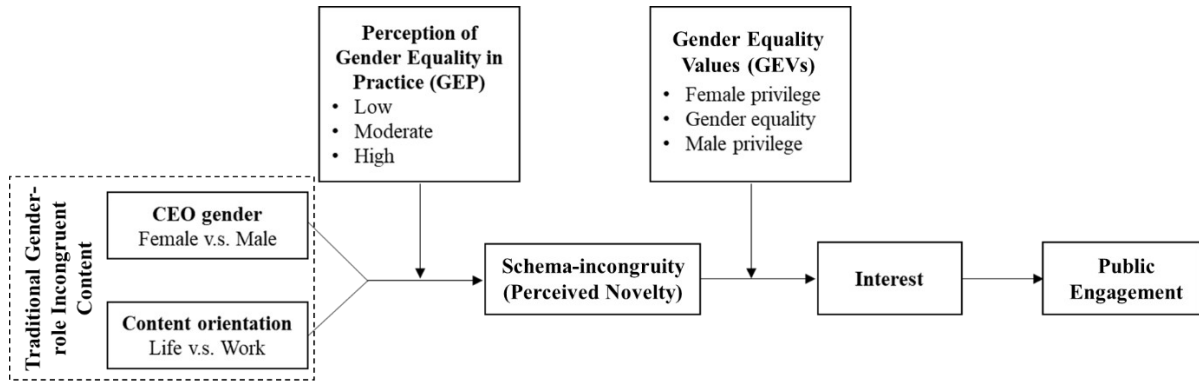 Perception of
Gender Equality in
Practice (GEP)
• Low
• Moderate
• High
Gender Equality
Values (GEVs)
• Female privilege
• Gender equality
• Male privilege
Traditional Gender-
role Incongruent
Content
CEO gender
Female v.s. Male
Content orientation
Life v.s. Work
Schema-incongruity
(Perceived Novelty)
Interest
Public
Engagement